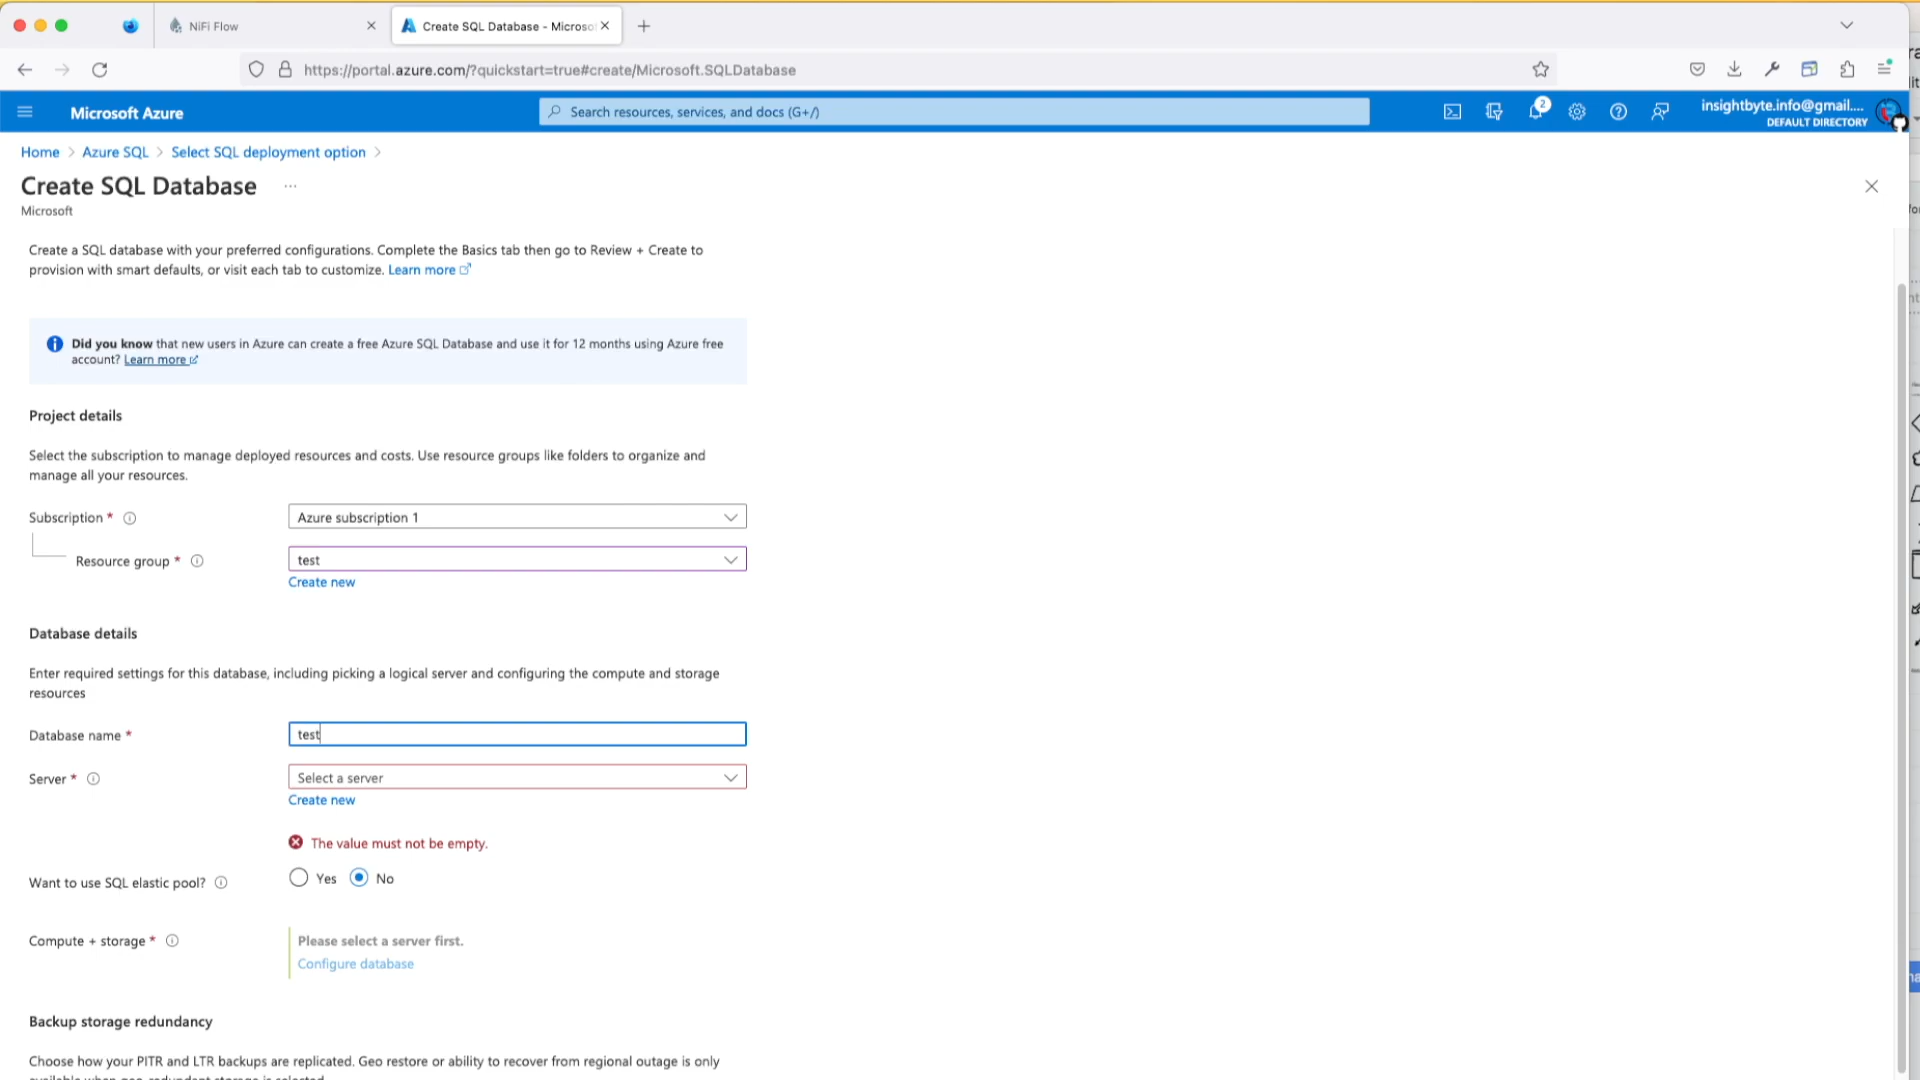 NiFi Flow
Create SQL Database - Microso
https://portal.azure.com/?quickstart=true#create/Microsoft.SQLDatabase
Microsoft Azure
Search resources, services, and docs (G+/)
2
insightbyte.info@gmail....
DEFAULT DIRECTORY
Home > Azure SQL > Select SQL deployment option >
Create SQL Database ...
Microsoft
Create a SQL database with your preferred configurations. Complete the Basics tab then go to Review + Create to
provision with smart defaults, or visit each tab to customize. Learn more
Did you know that new users in Azure can create a free Azure SQL Database and use it for 12 months using Azure free
account? Learn more
Project details
Select the subscription to manage deployed resources and costs. Use resource groups like folders to organize and
manage all your resources.
Subscription *
Azure subscription 1
Resource group *
test
Create new
Database details
Enter required settings for this database, including picking a logical server and configuring the compute and storage
resources
Database name *
test
Server *
Select a server
Create new
The value must not be empty.
Want to use SQL elastic pool?
Yes No
Compute + storage *
Please select a server first.
Configure database
Backup storage redundancy
Choose how your PITR and LTR backups are replicated. Geo restore or ability to recover from regional outage is only
available when geo-redundant storage is selected.